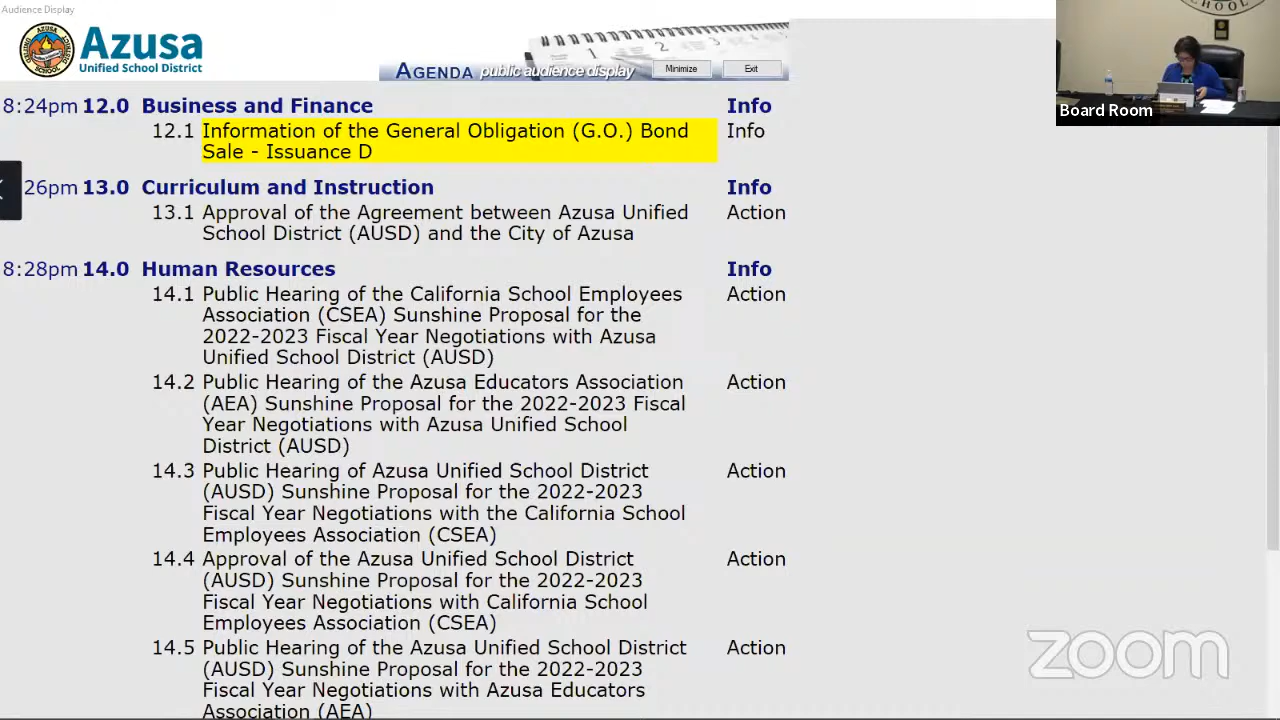 Audience Display
Azusa
Unified School District
AGENDA public audience display
Minimize
Exit
1 2 3
SCHOOL
Board Room
8:24pm 12.0 Business and Finance Info
12.1 Information of the General Obligation (G.O.) Bond Info
Sale - Issuance D
26pm 13.0 Curriculum and Instruction Info
13.1 Approval of the Agreement between Azusa Unified Action
School District (AUSD) and the City of Azusa
8:28pm 14.0 Human Resources Info
14.1 Public Hearing of the California School Employees Action
Association (CSEA) Sunshine Proposal for the
2022-2023 Fiscal Year Negotiations with Azusa
Unified School District (AUSD)
14.2 Public Hearing of the Azusa Educators Association Action
(AEA) Sunshine Proposal for the 2022-2023 Fiscal
Year Negotiations with Azusa Unified School
District (AUSD)
14.3 Public Hearing of Azusa Unified School District Action
(AUSD) Sunshine Proposal for the 2022-2023
Fiscal Year Negotiations with the California School
Employees Association (CSEA)
14.4 Approval of the Azusa Unified School District Action
(AUSD) Sunshine Proposal for the 2022-2023
Fiscal Year Negotiations with California School
Employees Association (CSEA)
14.5 Public Hearing of the Azusa Unified School District Action
(AUSD) Sunshine Proposal for the 2022-2023
Fiscal Year Negotiations with Azusa Educators
Association (AEA)
zoom